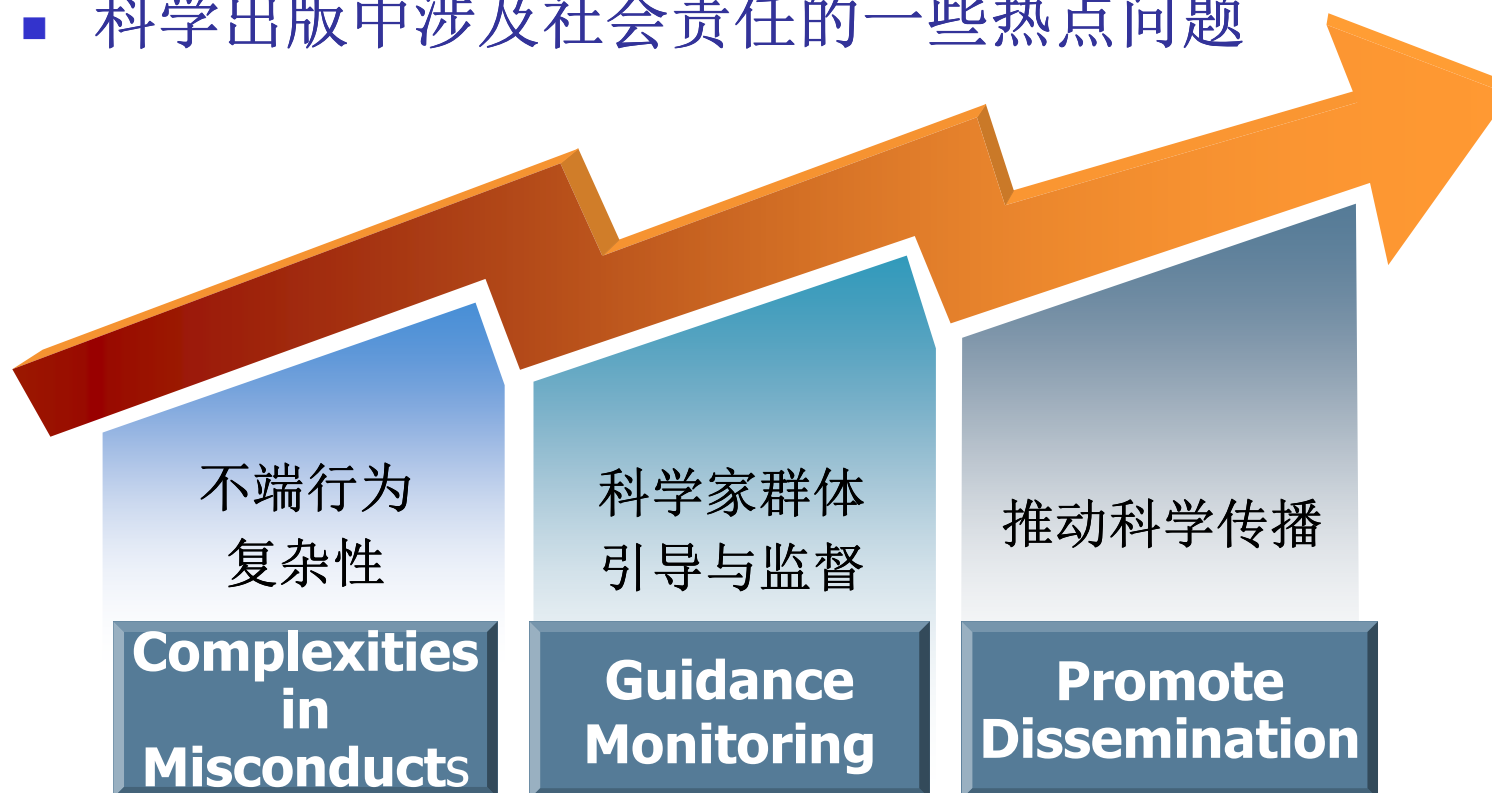 科学出版中涉及社会责任的一些热点问题
不端行为
复杂性
科学家群体
引导与监督
推动科学传播
Complexities
in
Misconducts
Guidance
Monitoring
Promote
Dissemination